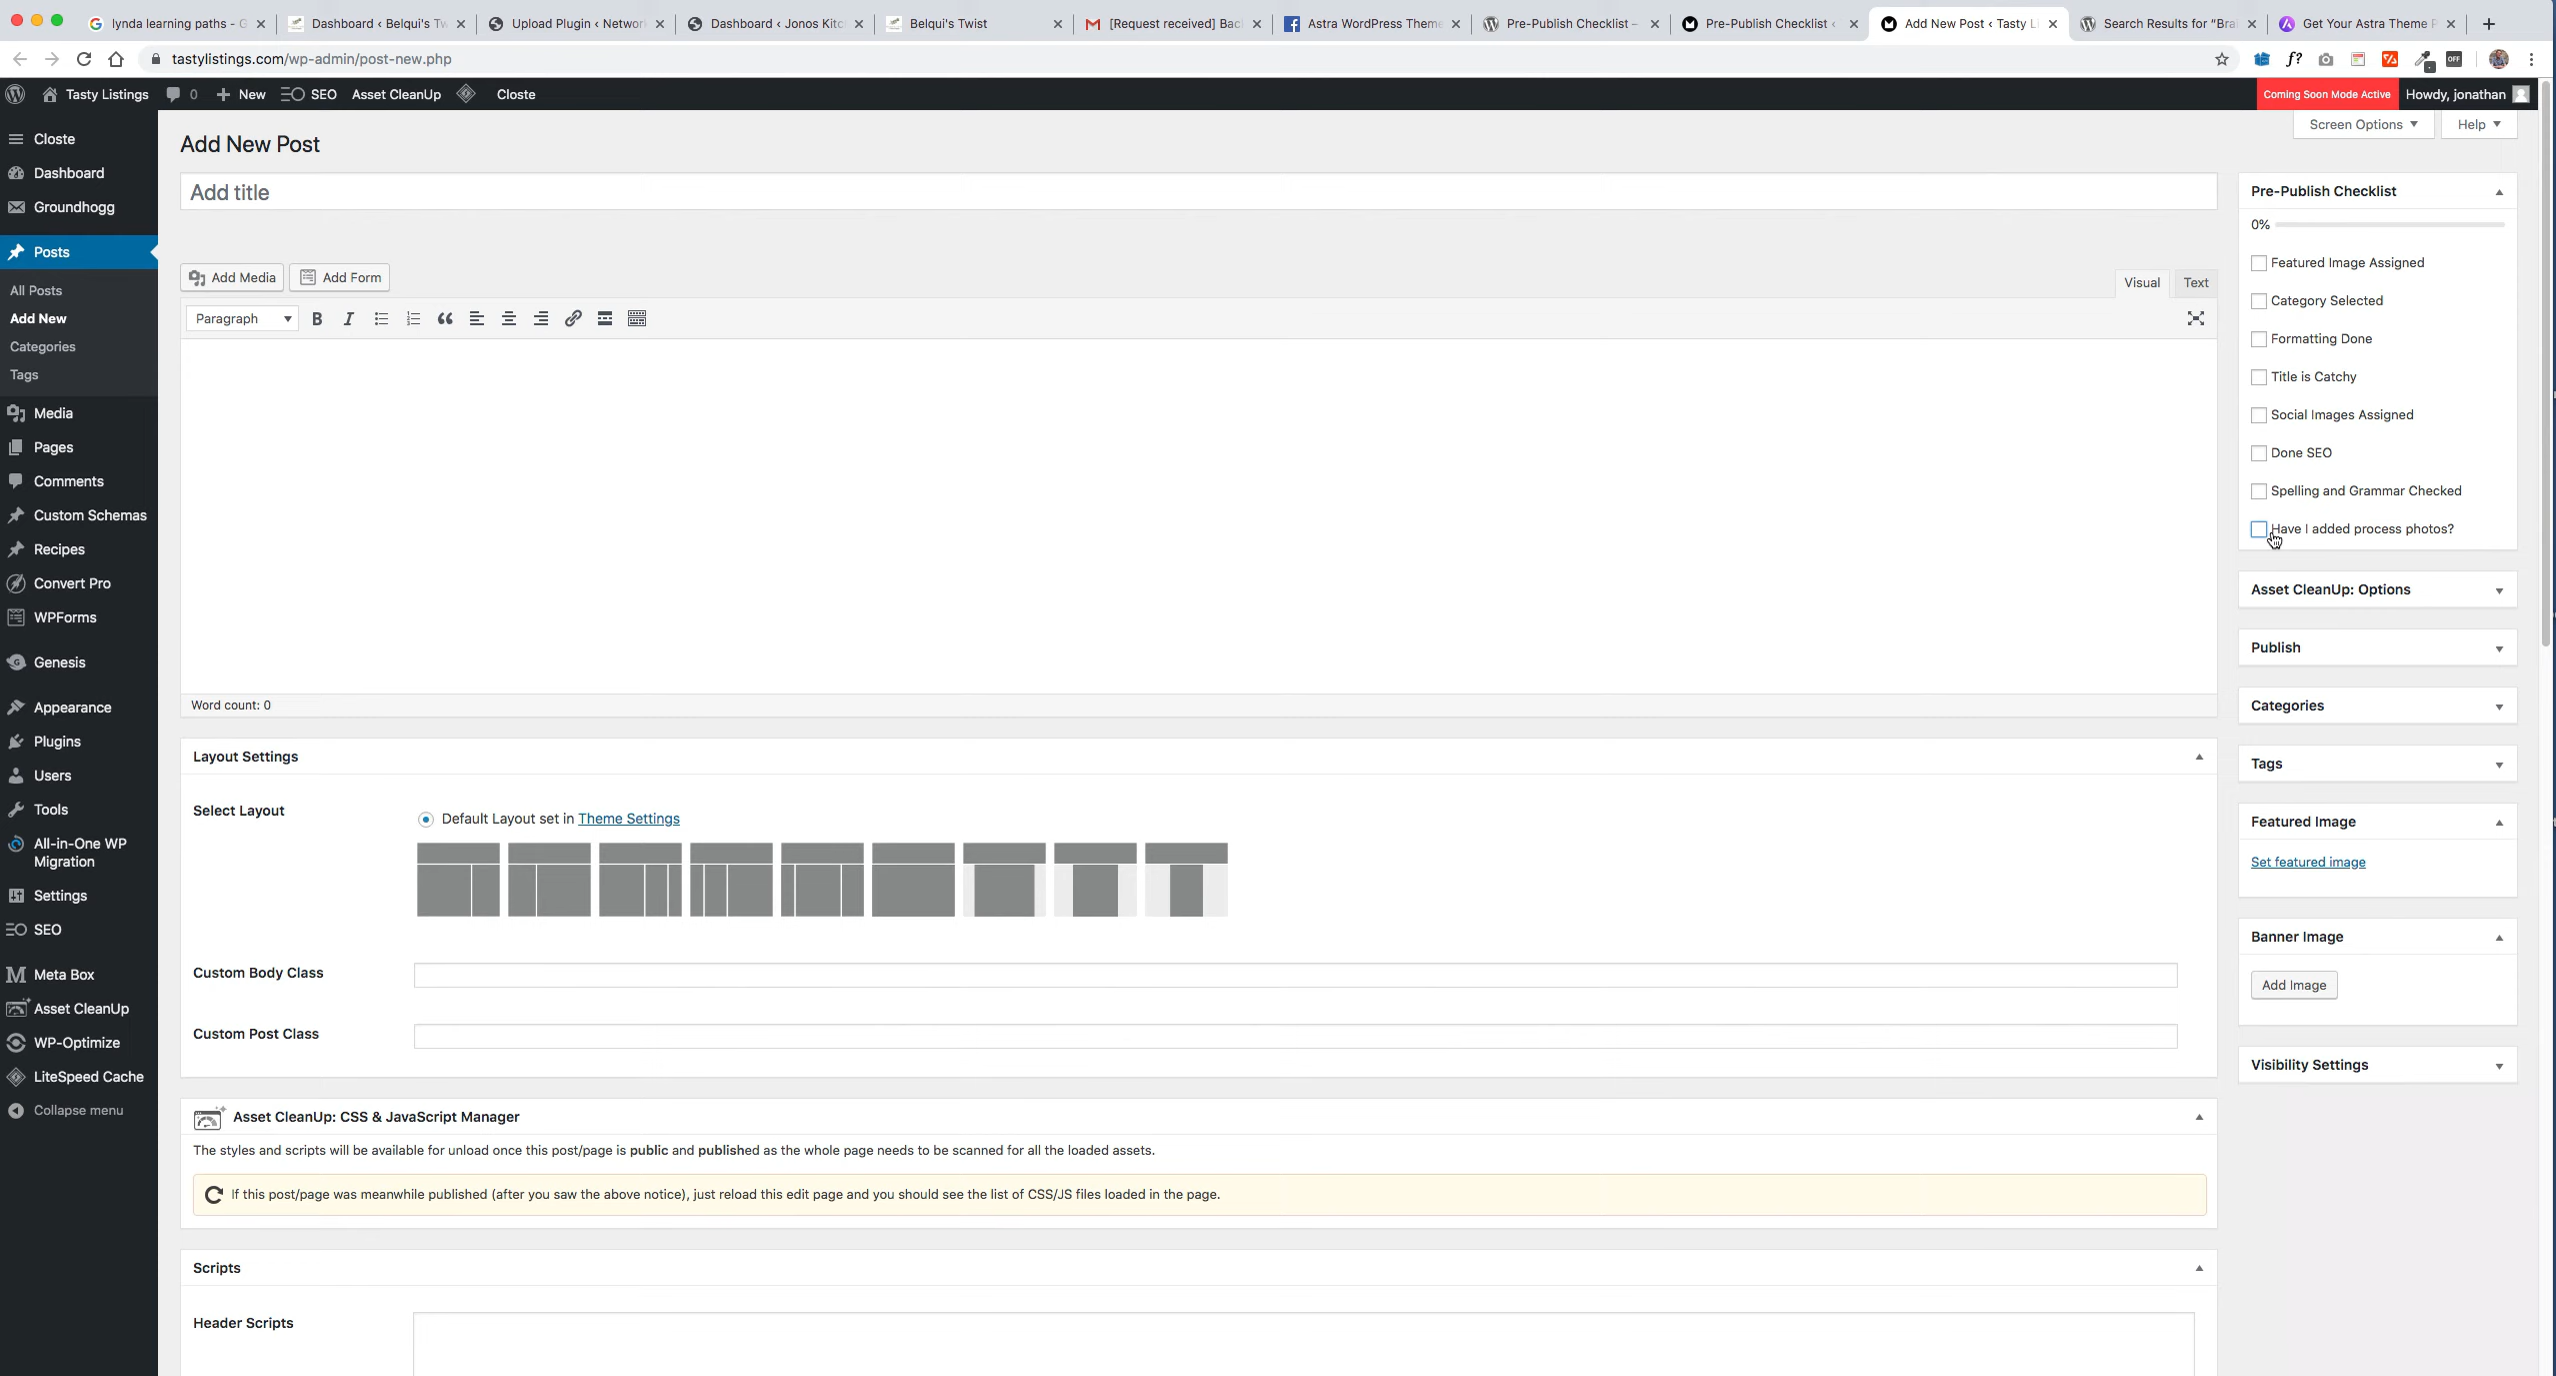 lynda learning paths - G
Dashboard ‹ Belqui's Tw
Upload Plugin ‹ Networ
Dashboard ‹ Jonos Kitc
Belqui's Twist
[Request received] Bac
Astra WordPress Theme
Pre-Publish Checklist –
Pre-Publish Checklist ‹
Add New Post ‹ Tasty Li
Search Results for “Bra
Get Your Astra Theme P
tastylistings.com/wp-admin/post-new.php
f?
OFF
Tasty Listings
0
New
SEO
Asset CleanUp
Closte
Coming Soon Mode Active
Howdy, jonathan
Screen Options
Help
Closte
Dashboard
Groundhogg
Posts
All Posts
Add New
Categories
Tags
Media
Pages
Comments
Custom Schemas
Recipes
Convert Pro
WPForms
Genesis
Appearance
Plugins
Users
Tools
All-in-One WP
Migration
Settings
SEO
Meta Box
Asset CleanUp
WP-Optimize
LiteSpeed Cache
Collapse menu
Add New Post
Add title
Add Media
Add Form
Visual
Text
Paragraph
Word count: 0
Layout Settings
Select Layout
Default Layout set in Theme Settings
Custom Body Class
Custom Post Class
Asset CleanUp: CSS & JavaScript Manager
The styles and scripts will be available for unload once this post/page is public and published as the whole page needs to be scanned for all the loaded assets.
If this post/page was meanwhile published (after you saw the above notice), just reload this edit page and you should see the list of CSS/JS files loaded in the page.
Scripts
Header Scripts
Pre-Publish Checklist
0%
Featured Image Assigned
Category Selected
Formatting Done
Title is Catchy
Social Images Assigned
Done SEO
Spelling and Grammar Checked
Have I added process photos?
Asset CleanUp: Options
Publish
Categories
Tags
Featured Image
Set featured image
Banner Image
Add Image
Visibility Settings